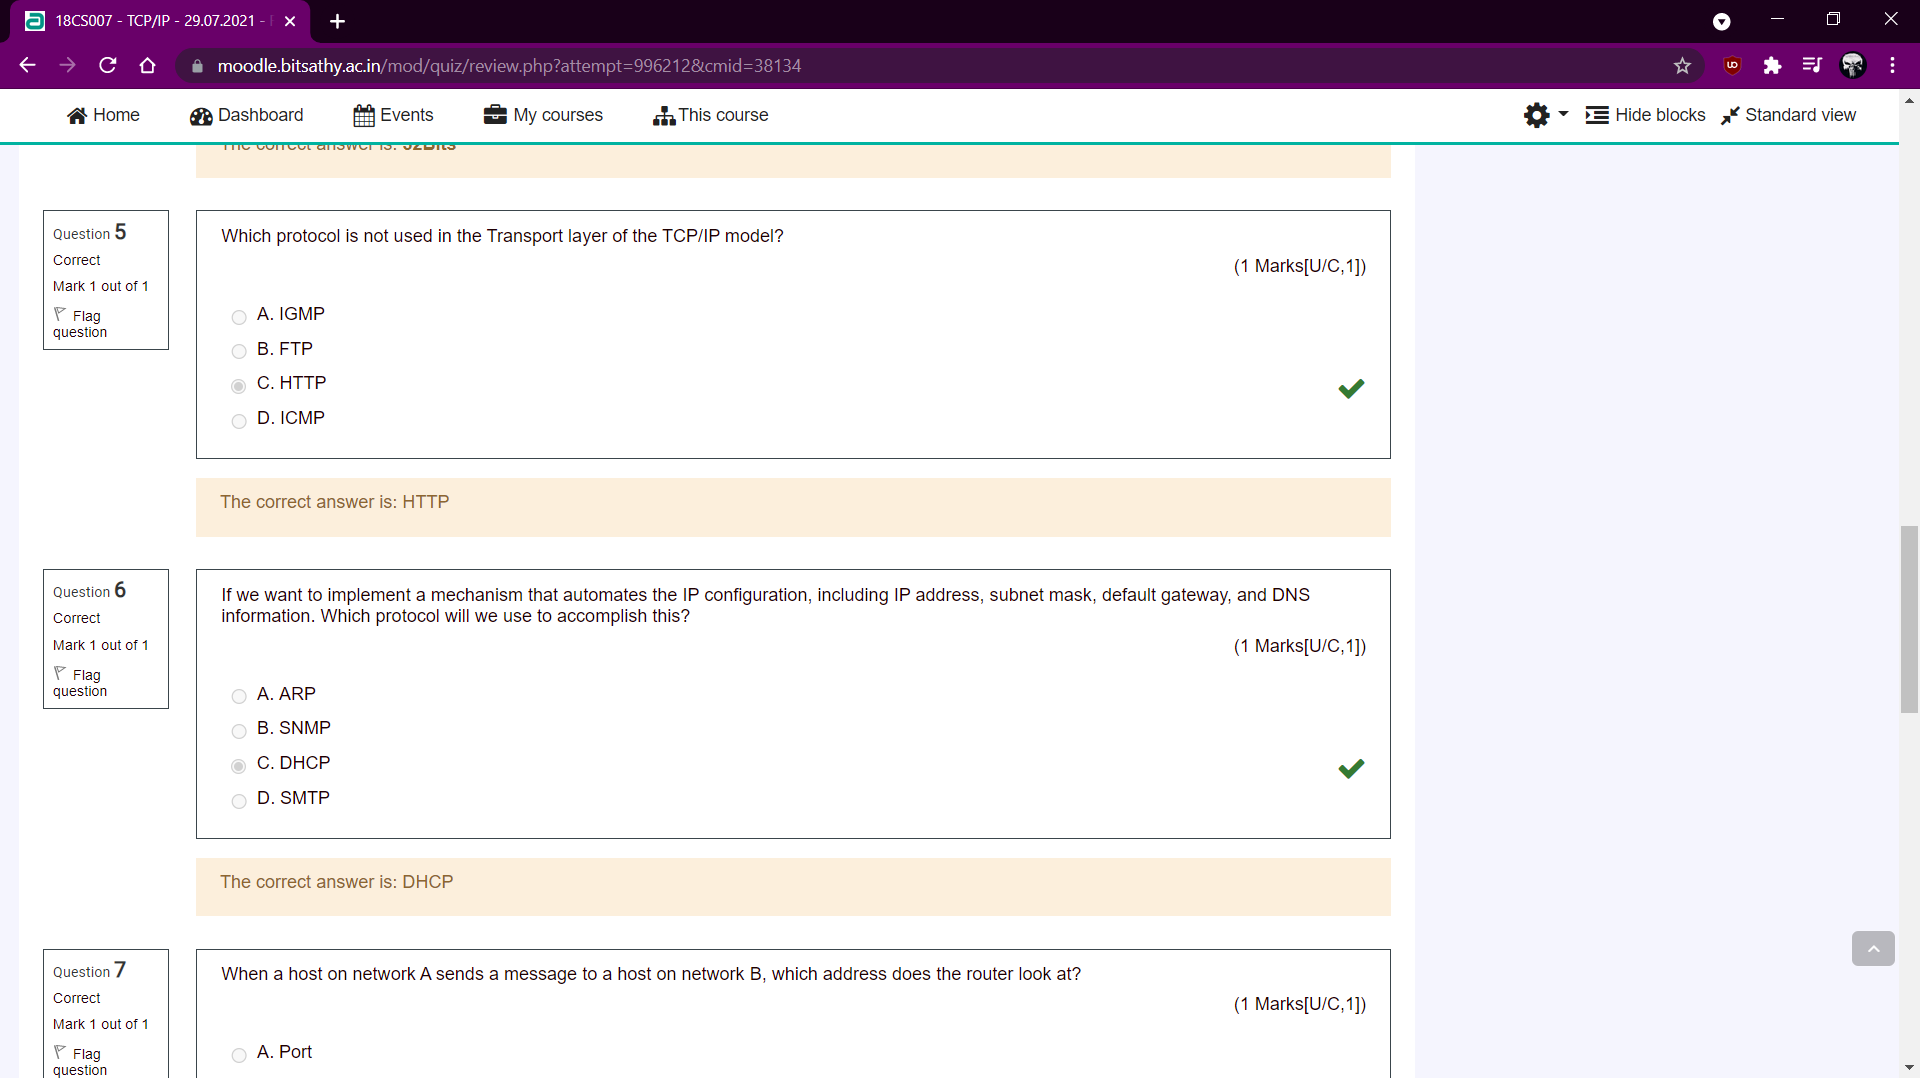 18CS007 - TCP/IP - 29.07.2021 -
moodle.bitsathy.ac.in/mod/quiz/review.php?attempt=996212&cmid=38134
Home Dashboard Events My courses This course Hide blocks Standard view
The correct answer is: 32Bits
Question 5
Correct
Mark 1 out of 1
Flag
question
Which protocol is not used in the Transport layer of the TCP/IP model?
(1 Marks[U/C,1])
A. IGMP
B. FTP
C. HTTP
D. ICMP
The correct answer is: HTTP
Question 6
Correct
Mark 1 out of 1
Flag
question
If we want to implement a mechanism that automates the IP configuration, including IP address, subnet mask, default gateway, and DNS
information. Which protocol will we use to accomplish this?
(1 Marks[U/C,1])
A. ARP
B. SNMP
C. DHCP
D. SMTP
The correct answer is: DHCP
Question 7
Correct
Mark 1 out of 1
Flag
question
When a host on network A sends a message to a host on network B, which address does the router look at?
(1 Marks[U/C,1])
A. Port